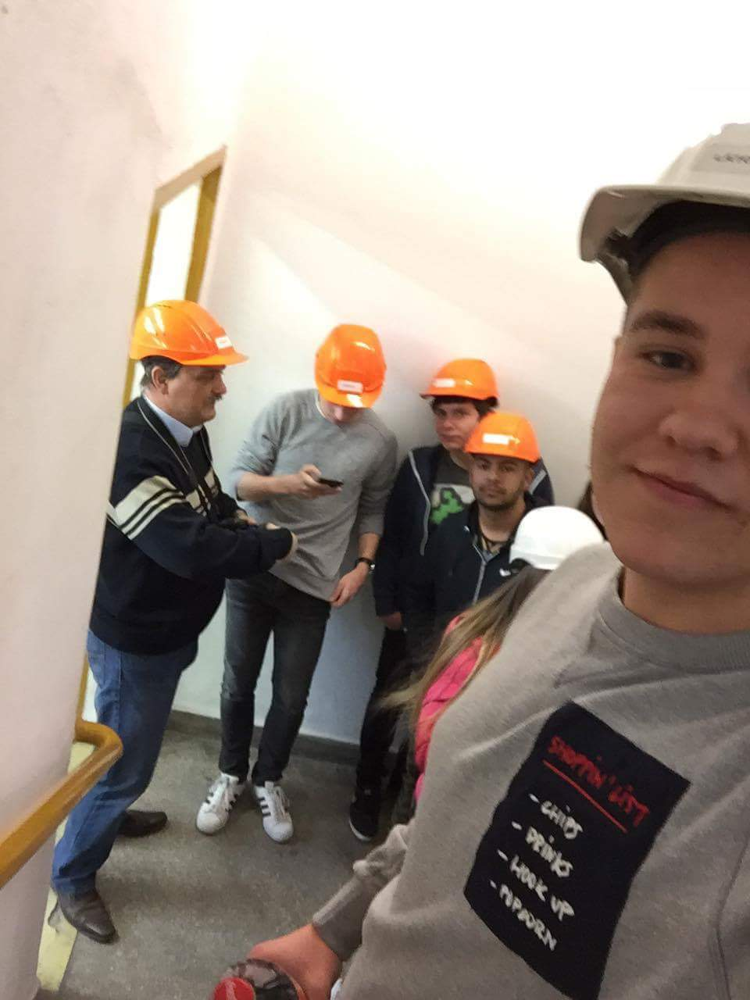 SHOPPIN' LIST
- CHIPS
- DRINKS
- HOOK UP
- POPCORN